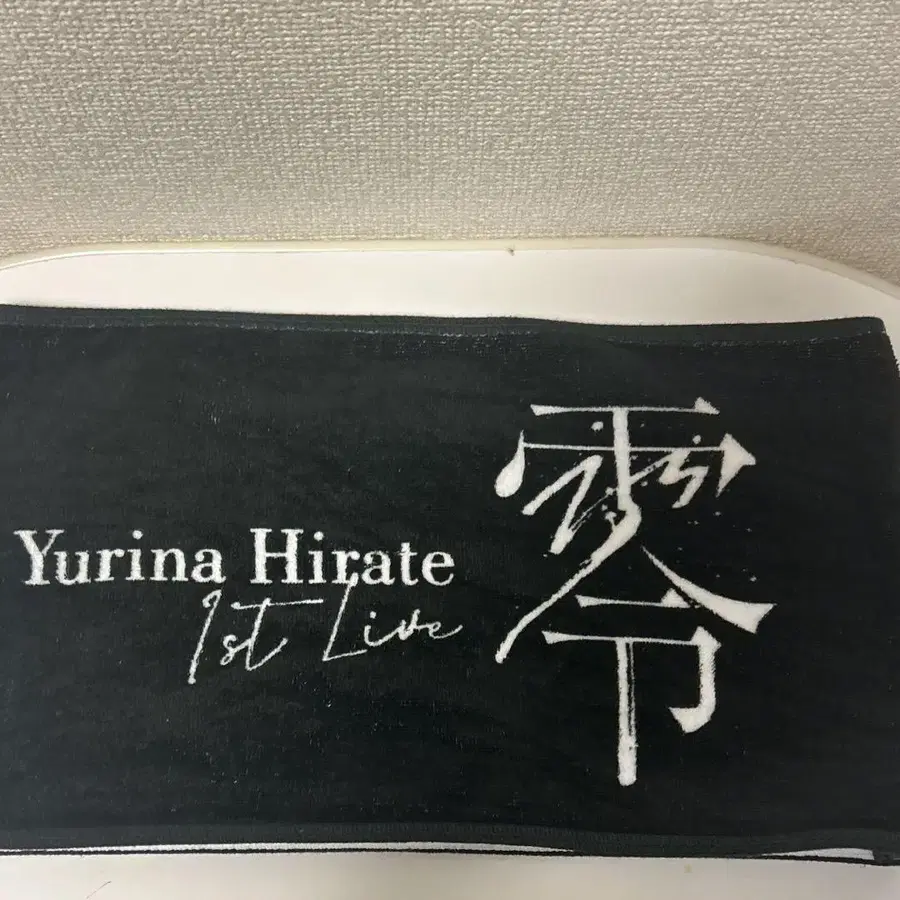 Yurina Hirate
1st Live
零